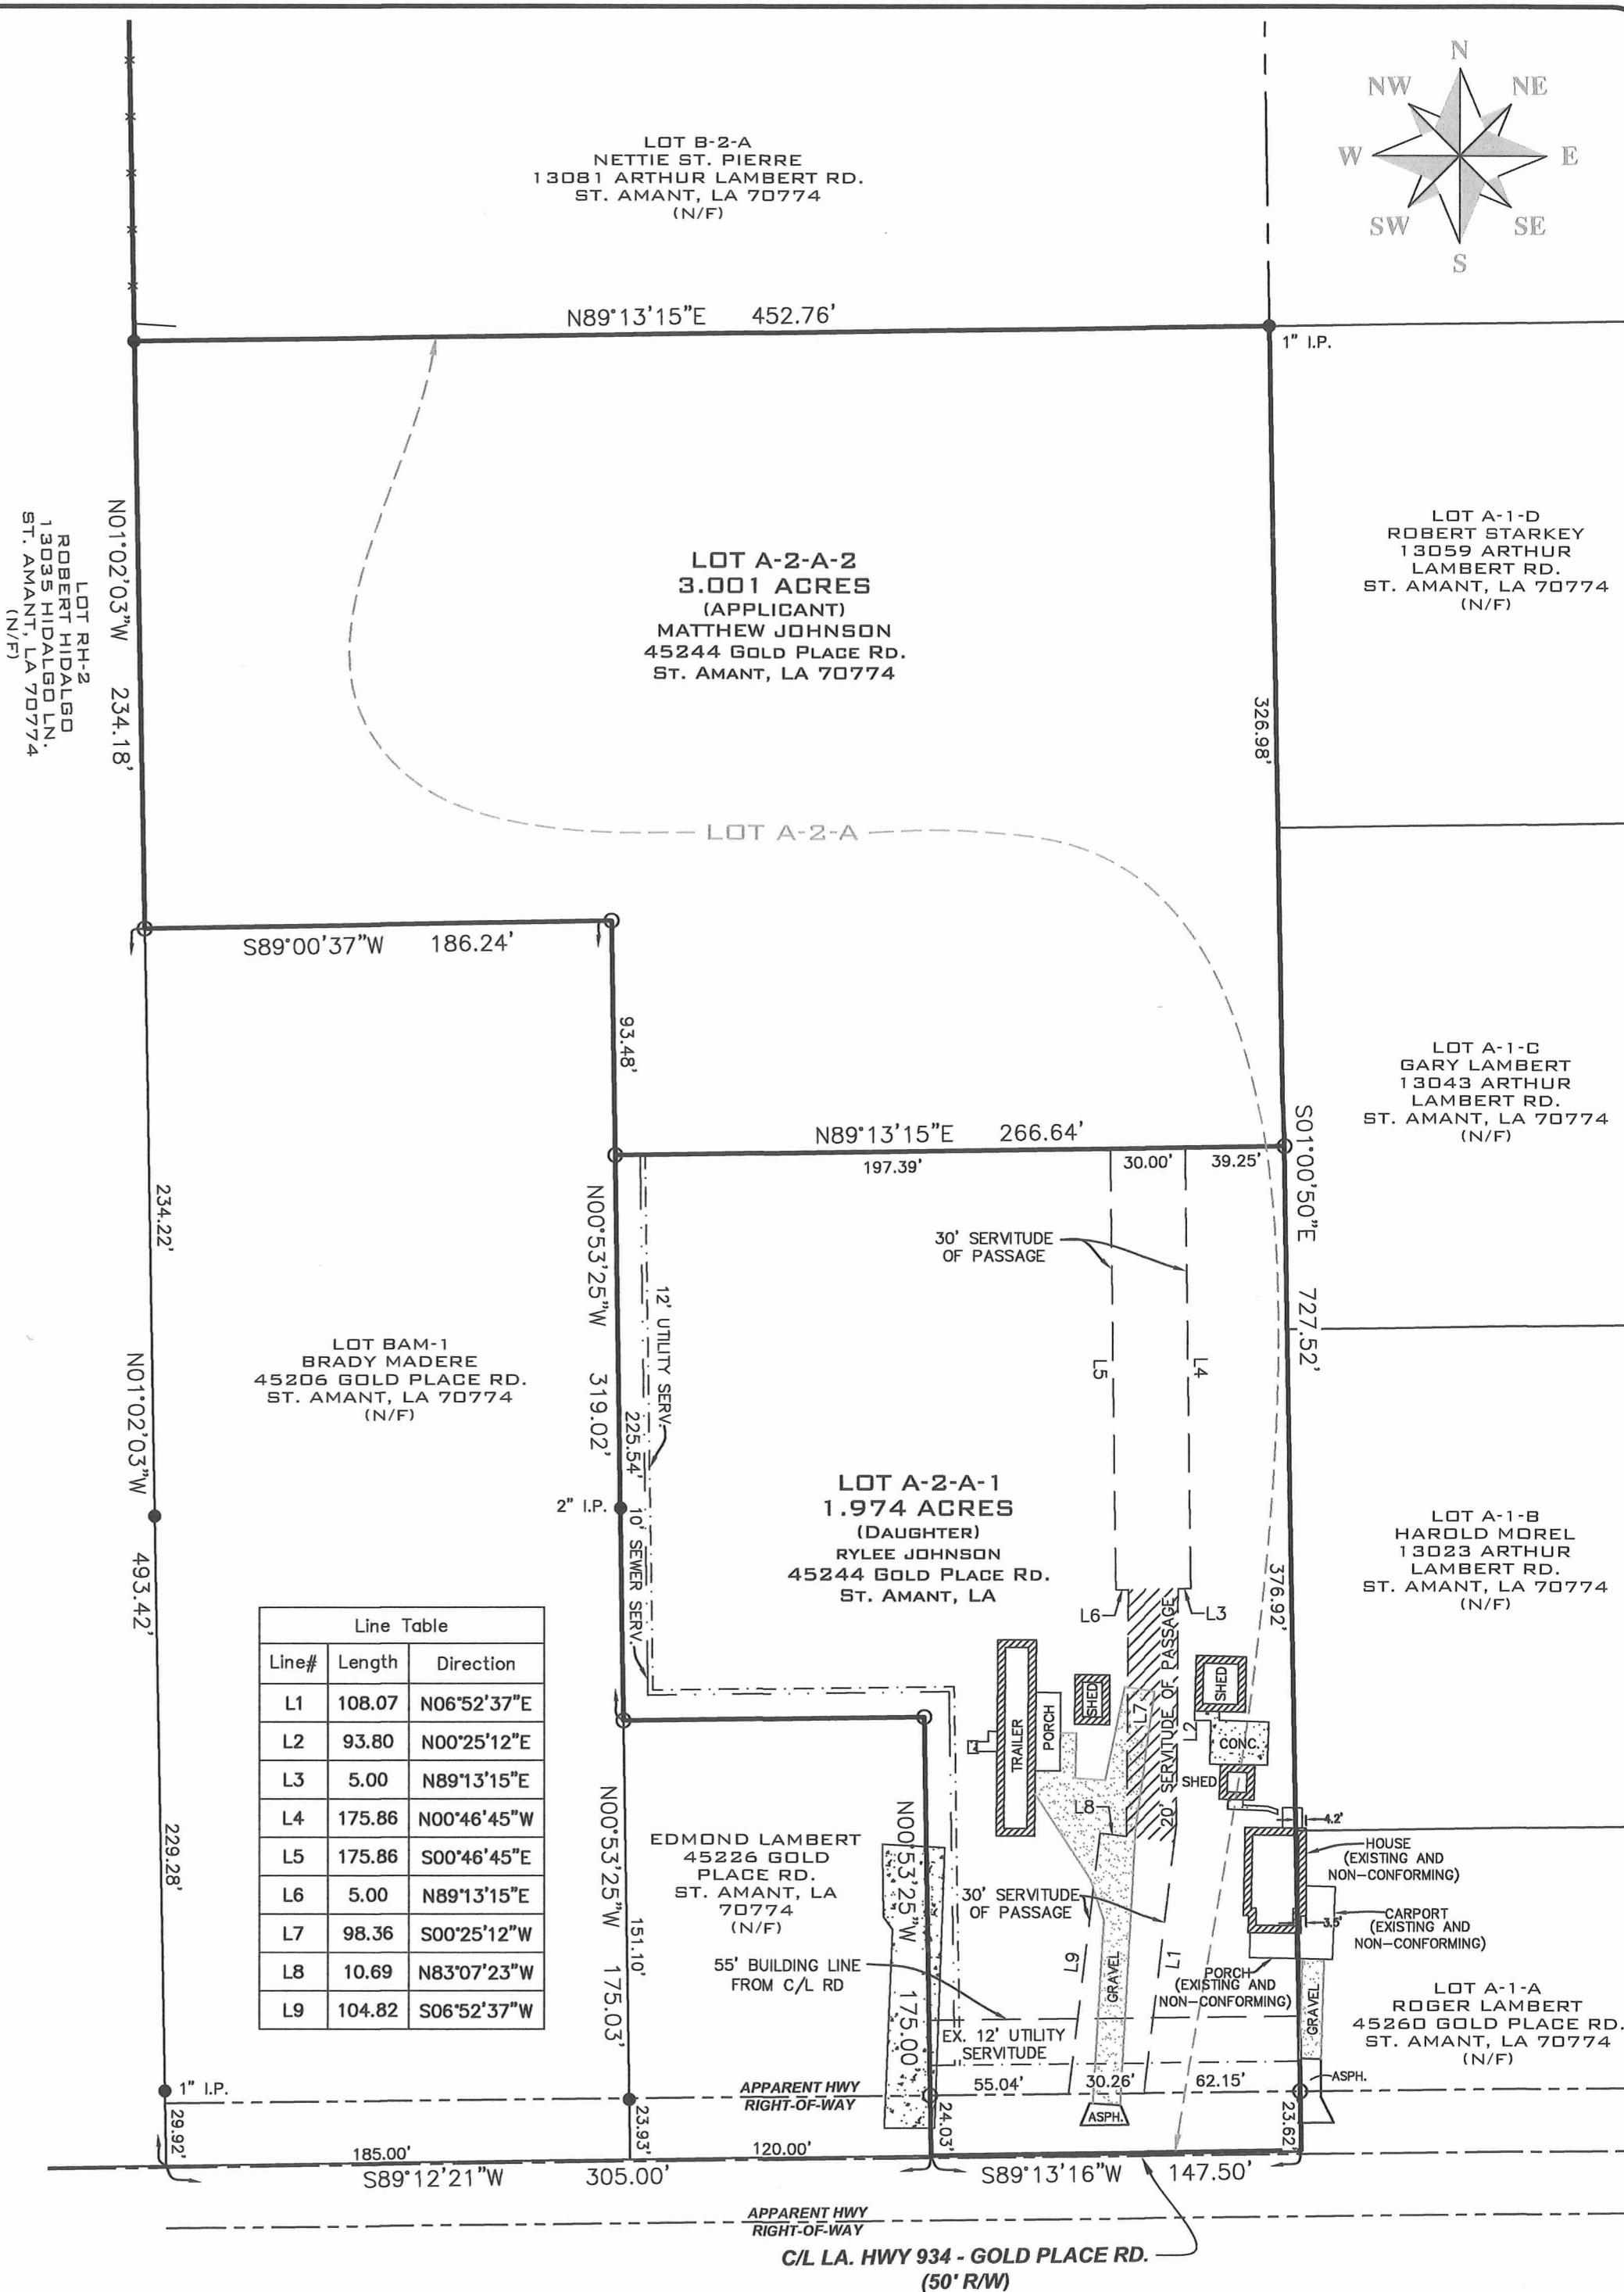 N
NW
NE
W
E
SW
SE
S
LOT B-2-A
NETTIE ST. PIERRE
13081 ARTHUR LAMBERT RD.
ST. AMANT, LA 70774
(N/F)
N89°13'15"E 452.76'
1" I.P.
LOT RH-2
ROBERT HIDALGO
13035 HIDALGO LN.
ST. AMANT, LA 70774
(N/F)
N01°02'03"W 234.18'
LOT A-2-A-2
3.001 ACRES
(APPLICANT)
MATTHEW JOHNSON
45244 GOLD PLACE RD.
ST. AMANT, LA 70774
LOT A-1-D
ROBERT STARKEY
13059 ARTHUR
LAMBERT RD.
ST. AMANT, LA 70774
(N/F)
326.98'
LOT A-2-A
S89°00'37"W 186.24'
93.48'
LOT A-1-C
GARY LAMBERT
13043 ARTHUR
LAMBERT RD.
ST. AMANT, LA 70774
(N/F)
N89°13'15"E 266.64'
197.39'
30.00'
39.25'
S01°00'50"E 727.52'
234.22'
N01°02'03"W 493.42'
N00°53'25"W 319.02'
30' SERVITUDE
OF PASSAGE
12' UTILITY SERV.
L5
L4
LOT BAM-1
BRADY MADERE
45206 GOLD PLACE RD.
ST. AMANT, LA 70774
(N/F)
225.54'
2" I.P.
10' SEWER SERV.
LOT A-2-A-1
1.974 ACRES
(DAUGHTER)
RYLEE JOHNSON
45244 GOLD PLACE RD.
ST. AMANT, LA
LOT A-1-B
HAROLD MOREL
13023 ARTHUR
LAMBERT RD.
ST. AMANT, LA 70774
(N/F)
376.92'
L6
L3
Line Table
Line# Length Direction
L1 108.07 N06°52'37"E
L2 93.80 N00°25'12"E
L3 5.00 N89°13'15"E
L4 175.86 N00°46'45"W
L5 175.86 S00°46'45"E
L6 5.00 N89°13'15"E
L7 98.36 S00°25'12"W
L8 10.69 N83°07'23"W
L9 104.82 S06°52'37"W
TRAILER
PORCH
SHED
L7
20' SERVITUDE OF PASSAGE
L2
SHED
CONC.
SHED
L8
4.2'
HOUSE
(EXISTING AND
NON-CONFORMING)
CARPORT
(EXISTING AND
NON-CONFORMING)
3.5'
PORCH
(EXISTING AND
NON-CONFORMING)
229.28'
N00°53'25"W 175.03'
151.10'
EDMOND LAMBERT
45226 GOLD
PLACE RD.
ST. AMANT, LA
70774
(N/F)
N00°53'25"W 175.00'
30' SERVITUDE
OF PASSAGE
L9
GRAVEL
L1
GRAVEL
55' BUILDING LINE
FROM C/L RD
EX. 12' UTILITY
SERVITUDE
LOT A-1-A
ROGER LAMBERT
45260 GOLD PLACE RD.
ST. AMANT, LA 70774
(N/F)
1" I.P.
APPARENT HWY
RIGHT-OF-WAY
55.04'
30.26'
62.15'
ASPH.
ASPH.
29.92'
23.93'
24.03'
23.62'
185.00'
120.00'
S89°12'21"W 305.00'
S89°13'16"W 147.50'
APPARENT HWY
RIGHT-OF-WAY
C/L LA. HWY 934 - GOLD PLACE RD.
(50' R/W)